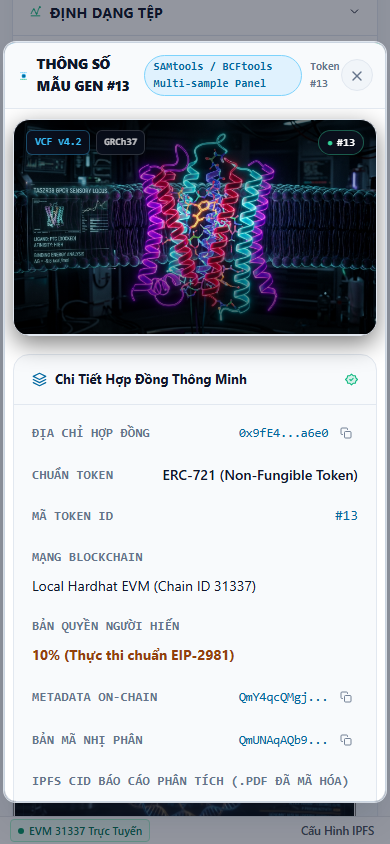 ĐỊNH DẠNG TỆP
THÔNG SỐ
MẪU GEN #13
SAMtools / BCFtools
Multi-sample Panel
Token
#13
VCF v4.2
GRCh37
#13
TAS2R38 GPCR SENSORY LOCUS
Chi Tiết Hợp Đồng Thông Minh
ĐỊA CHỈ HỢP ĐỒNG
0x9fE4...a6e0
CHUẨN TOKEN
ERC-721 (Non-Fungible Token)
MÃ TOKEN ID
#13
MẠNG BLOCKCHAIN
Local Hardhat EVM (Chain ID 31337)
BẢN QUYỀN NGƯỜI HIẾN
10% (Thực thi chuẩn EIP-2981)
METADATA ON-CHAIN
QmY4qcQMgj...
BẢN MÃ NHỊ PHÂN
QmUNAqAQb9...
IPFS CID BÁO CÁO PHÂN TÍCH (.PDF ĐÃ MÃ HÓA)
EVM 31337 Trực Tuyến
Cấu Hình IPFS